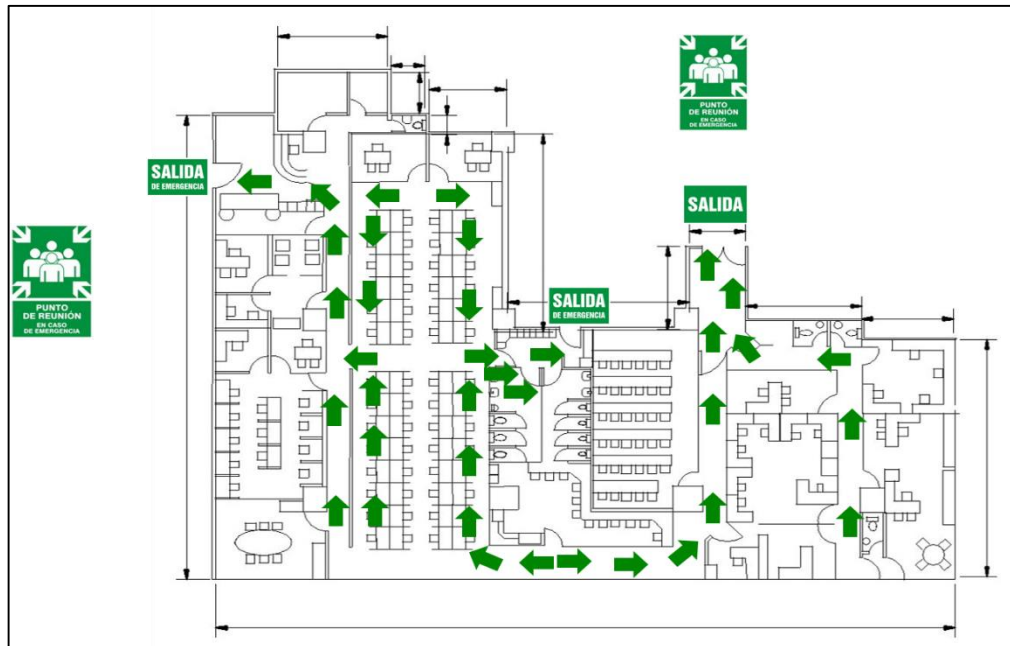 PUNTO
DE REUNIÓN
EN CASO
DE EMERGENCIA
SALIDA
DE EMERGENCIA
SALIDA
PUNTO
DE REUNIÓN
EN CASO
DE EMERGENCIA
SALIDA
DE EMERGENCIA